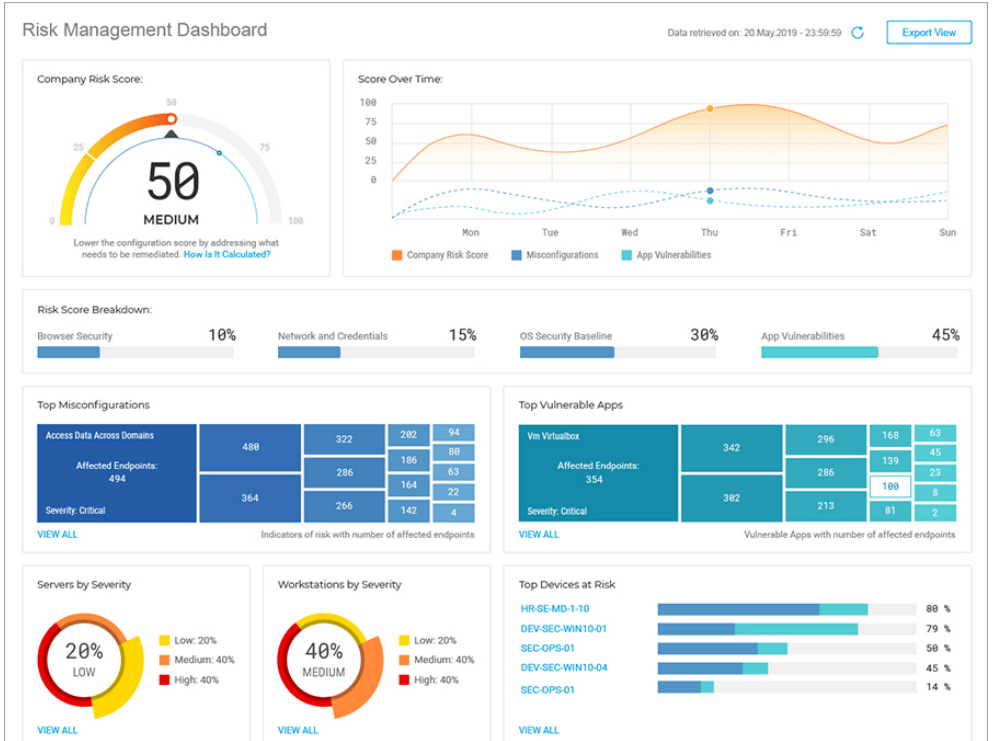 Risk Management Dashboard
Data retrieved on: 20.May.2019 - 23:59:59
Export View
Company Risk Score:
50
25
75
50
MEDIUM
0
100
Lower the configuration score by addressing what
needs to be remediated. How Is It Calculated?
Score Over Time:
100
75
50
25
0
Mon Tue Wed Thu Fri Sat Sun
Company Risk Score Misconfigurations App Vulnerabilities
Risk Score Breakdown:
Browser Security 10%
Network and Credentials 15%
OS Security Baseline 30%
App Vulnerabilities 45%
Top Misconfigurations
Access Data Across Domains
Affected Endpoints:
494
Severity: Critical
480
364
322
286
266
202
186
164
142
94
80
63
22
4
VIEW ALL
Indicators of risk with number of affected endpoints
Top Vulnerable Apps
Vm Virtualbox
Affected Endpoints:
354
Severity: Critical
342
302
296
286
213
168
139
100
81
63
45
23
8
2
VIEW ALL
Vulnerable Apps with number of affected endpoints
Servers by Severity
20%
LOW
Low: 20%
Medium: 40%
High: 40%
VIEW ALL
Workstations by Severity
40%
MEDIUM
Low: 20%
Medium: 40%
High: 40%
VIEW ALL
Top Devices at Risk
HR-SE-MD-1-10 80 %
DEV-SEC-WIN10-01 79 %
SEC-OPS-01 50 %
DEV-SEC-WIN10-04 45 %
SEC-OPS-01 14 %
VIEW ALL